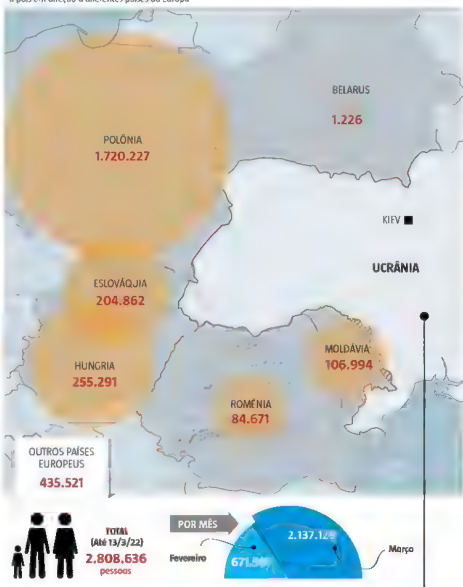 BELARUS
1.226
POLÔNIA
1.720.227
KIEV
UCRÂNIA
ESLOVÁQUIA
204.862
MOLDÁVIA
106.994
HUNGRIA
255.291
ROMÊNIA
84.671
OUTROS PAÍSES
EUROPEUS
435.521
TOTAL
(Até 13/3/22)
2.808.636
pessoas
POR MÊS
Fevereiro
Março